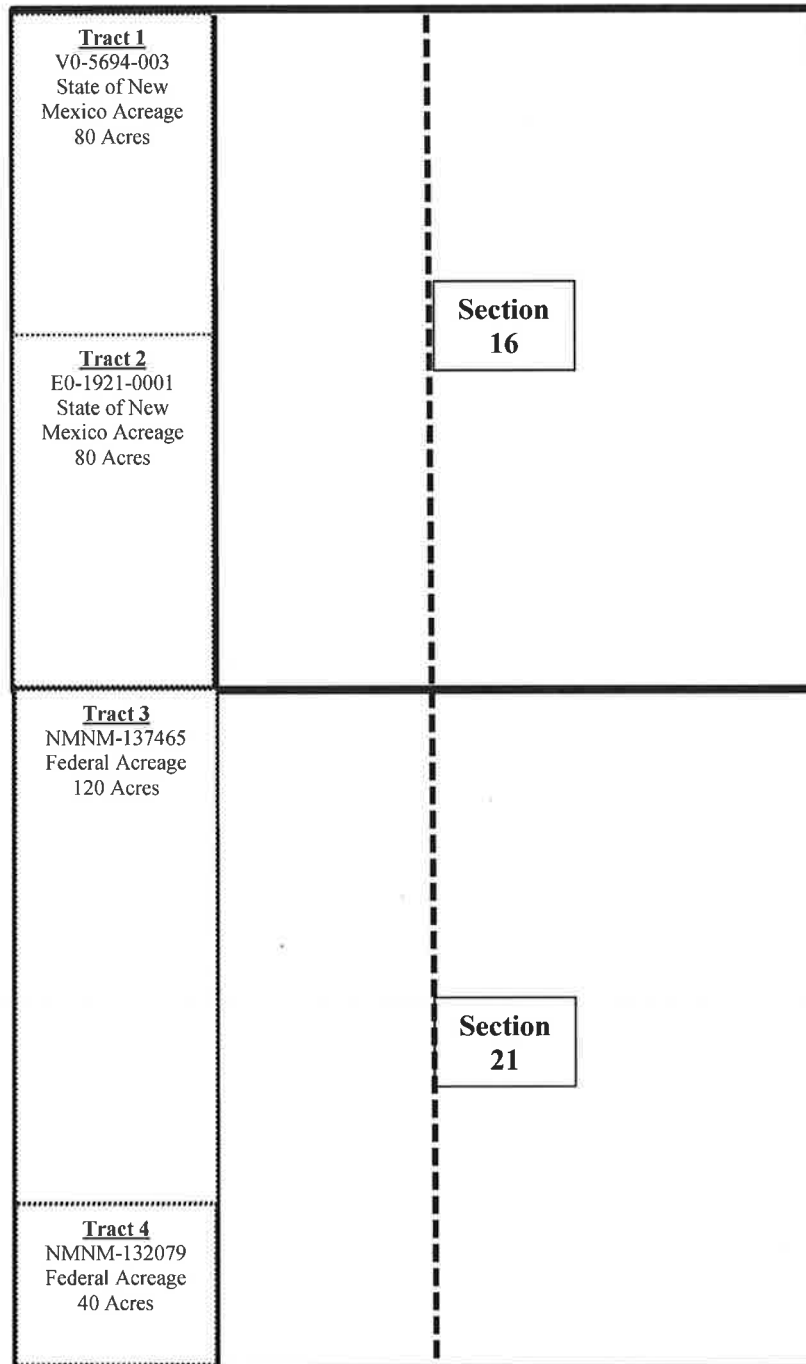 Tract 1
V0-5694-003
State of New
Mexico Acreage
80 Acres
Section
16
Tract 2
E0-1921-0001
State of New
Mexico Acreage
80 Acres
Tract 3
NMNM-137465
Federal Acreage
120 Acres
Section
21
Tract 4
NMNM-132079
Federal Acreage
40 Acres